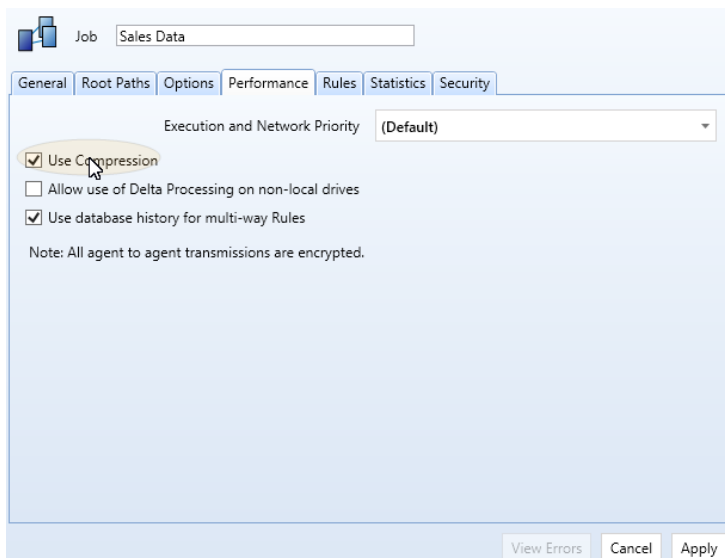 Job Sales Data
General Root Paths Options Performance Rules Statistics Security
Execution and Network Priority (Default)
Use Compression
Allow use of Delta Processing on non-local drives
Use database history for multi-way Rules
Note: All agent to agent transmissions are encrypted.
View Errors Cancel Apply